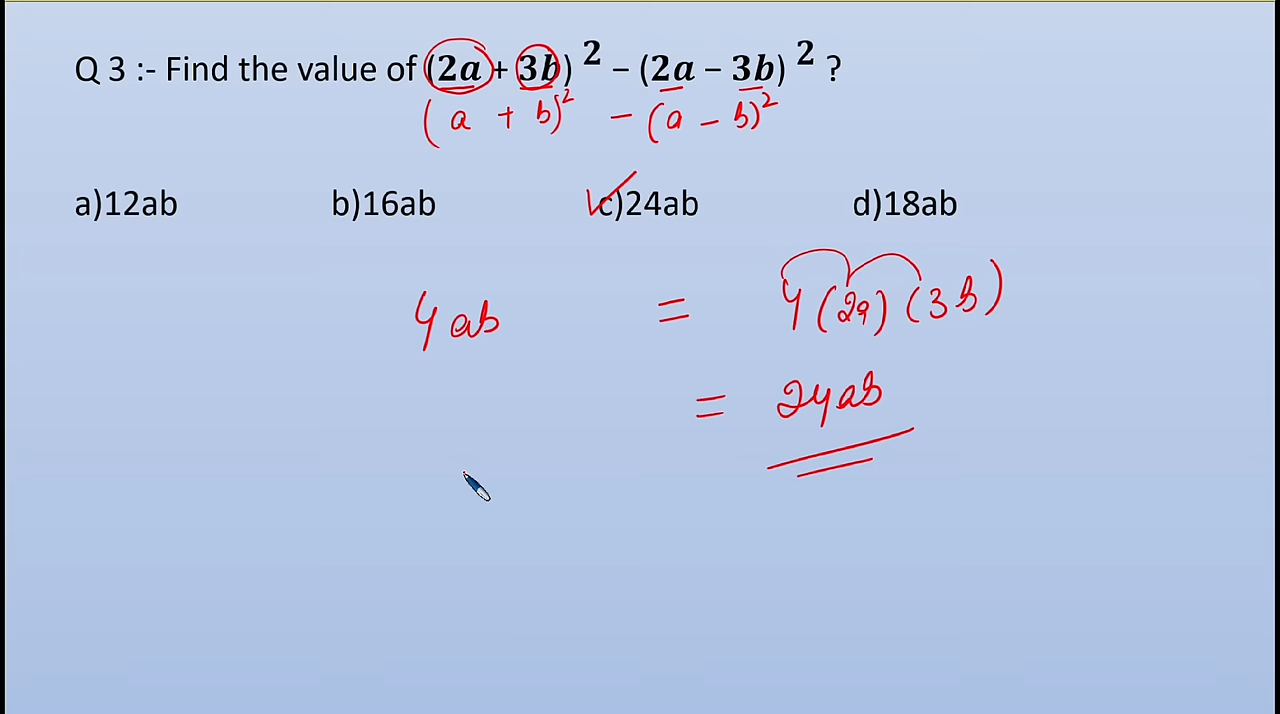 Q 3 :- Find the value of (2a + 3b)² − (2a − 3b)² ?
(a + b)² − (a − b)²
a)12ab b)16ab c)24ab d)18ab
4ab = 4(2a)(3b)
= 24ab